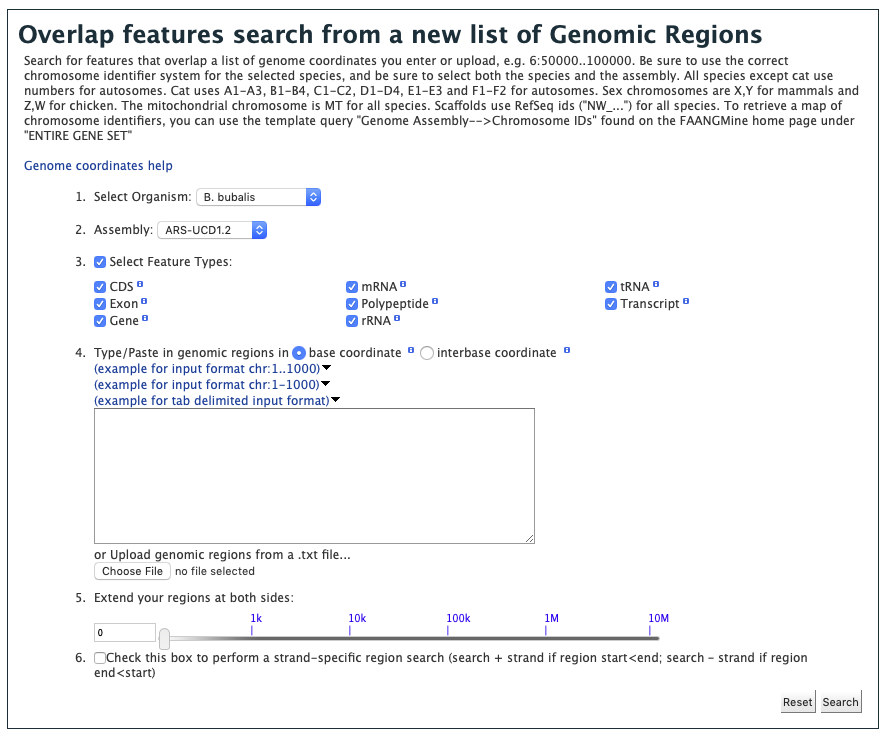 Overlap features search from a new list of Genomic Regions
Search for features that overlap a list of genome coordinates you enter or upload, e.g. 6:50000..100000. Be sure to use the correct
chromosome identifier system for the selected species, and be sure to select both the species and the assembly. All species except cat use
numbers for autosomes. Cat uses A1-A3, B1-B4, C1-C2, D1-D4, E1-E3 and F1-F2 for autosomes. Sex chromosomes are X,Y for mammals and
Z,W for chicken. The mitochondrial chromosome is MT for all species. Scaffolds use RefSeq ids ("NW_...") for all species. To retrieve a map of
chromosome identifiers, you can use the template query "Genome Assembly-->Chromosome IDs" found on the FAANGMine home page under
"ENTIRE GENE SET"
Genome coordinates help
1. Select Organism: B. bubalis
2. Assembly: ARS-UCD1.2
3. Select Feature Types:
CDS mRNA tRNA
Exon Polypeptide Transcript
Gene rRNA
4. Type/Paste in genomic regions in base coordinate interbase coordinate
(example for input format chr:1..1000)
(example for input format chr:1-1000)
(example for tab delimited input format)
or Upload genomic regions from a .txt file...
Choose File no file selected
5. Extend your regions at both sides:
1k 10k 100k 1M 10M
0
6. Check this box to perform a strand-specific region search (search + strand if region start<end; search - strand if region
end<start)
Reset Search